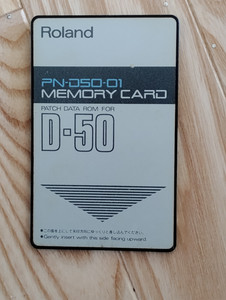 Roland
PN-D50-01
MEMORY CARD
PATCH DATA ROM FOR
D-50
●Gently insert with this side facing upward.